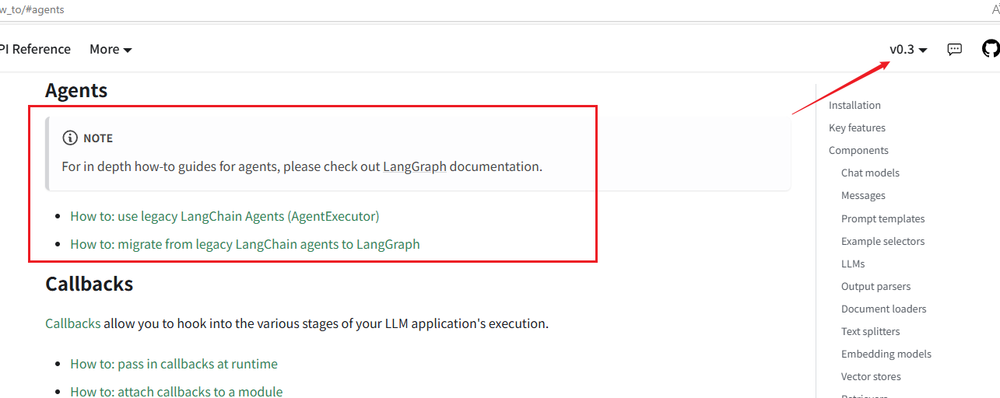 w_to/#agents
PI Reference
More
v0.3
Agents
NOTE
For in depth how-to guides for agents, please check out LangGraph documentation.
How to: use legacy LangChain Agents (AgentExecutor)
How to: migrate from legacy LangChain agents to LangGraph
Callbacks
Callbacks allow you to hook into the various stages of your LLM application's execution.
How to: pass in callbacks at runtime
How to: attach callbacks to a module
Installation
Key features
Components
Chat models
Messages
Prompt templates
Example selectors
LLMs
Output parsers
Document loaders
Text splitters
Embedding models
Vector stores
Retrievers